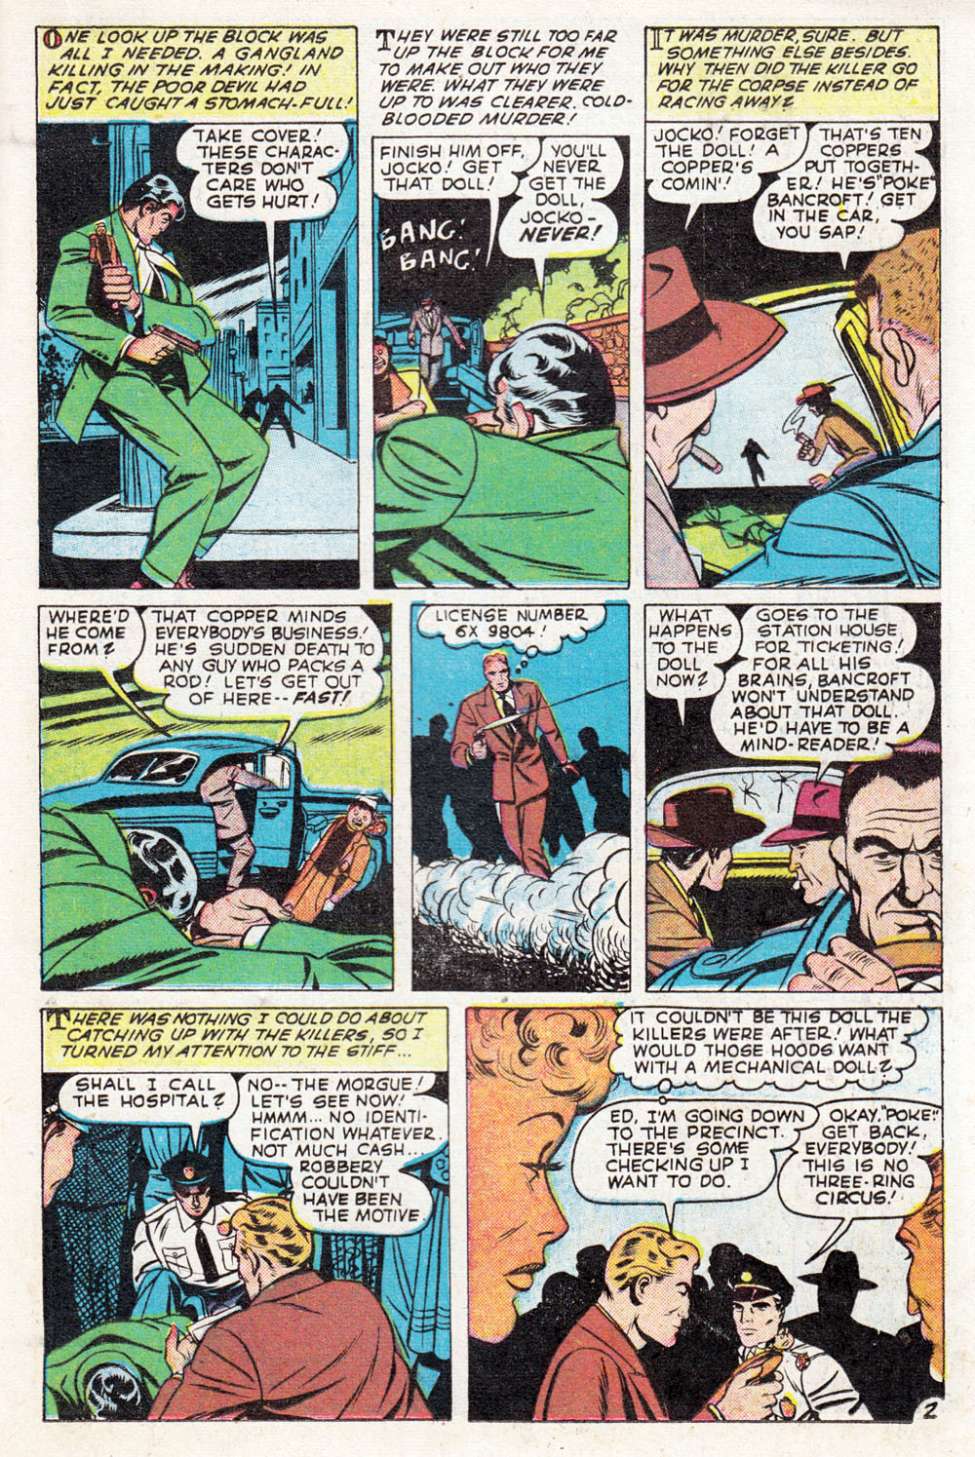 ONE LOOK UP THE BLOCK WAS
ALL I NEEDED. A GANGLAND
KILLING IN THE MAKING! IN
FACT, THE POOR DEVIL HAD
JUST CAUGHT A STOMACH-FULL!
TAKE COVER!
THESE CHARAC-
TERS DON'T
CARE WHO
GETS HURT!
THEY WERE STILL TOO FAR
UP THE BLOCK FOR ME
TO MAKE OUT WHO THEY
WERE. WHAT THEY WERE
UP TO WAS CLEARER. COLD-
BLOODED MURDER!
FINISH HIM OFF,
JOCKO! GET
THAT DOLL!
BANG!
BANG!
YOU'LL
NEVER
GET THE
DOLL,
JOCKO-
NEVER!
IT WAS MURDER, SURE. BUT
SOMETHING ELSE BESIDES.
WHY THEN DID THE KILLER GO
FOR THE CORPSE INSTEAD OF
RACING AWAY?
JOCKO! FORGET
THE DOLL! A
COPPER'S
COMIN'!
THAT'S TEN
COPPERS
PUT TOGETH-
ER! HE'S "POKE"
BANCROFT! GET
IN THE CAR,
YOU SAP!
WHERE'D
HE COME
FROM?
THAT COPPER MINDS
EVERYBODY'S BUSINESS!
HE'S SUDDEN DEATH TO
ANY GUY WHO PACKS A
ROD! LET'S GET OUT
OF HERE-- FAST!
LICENSE NUMBER
6X 9804!
WHAT
HAPPENS
TO THE
DOLL
NOW?
GOES TO THE
STATION HOUSE
FOR TICKETING!
FOR ALL HIS
BRAINS, BANCROFT
WON'T UNDERSTAND
ABOUT THAT DOLL.
HE'D HAVE TO BE A
MIND-READER!
THERE WAS NOTHING I COULD DO ABOUT
CATCHING UP WITH THE KILLERS, SO I
TURNED MY ATTENTION TO THE STIFF...
SHALL I CALL
THE HOSPITAL?
NO-- THE MORGUE!
LET'S SEE NOW!
HMMM... NO IDENTI-
FICATION WHATEVER.
NOT MUCH CASH...
ROBBERY
COULDN'T
HAVE BEEN
THE MOTIVE
IT COULDN'T BE THIS DOLL THE
KILLERS WERE AFTER! WHAT
WOULD THOSE HOODS WANT
WITH A MECHANICAL DOLL?
ED, I'M GOING DOWN
TO THE PRECINCT.
THERE'S SOME
CHECKING UP I
WANT TO DO.
OKAY, "POKE!"
GET BACK,
EVERYBODY!
THIS IS NO
THREE-RING
CIRCUS!
2